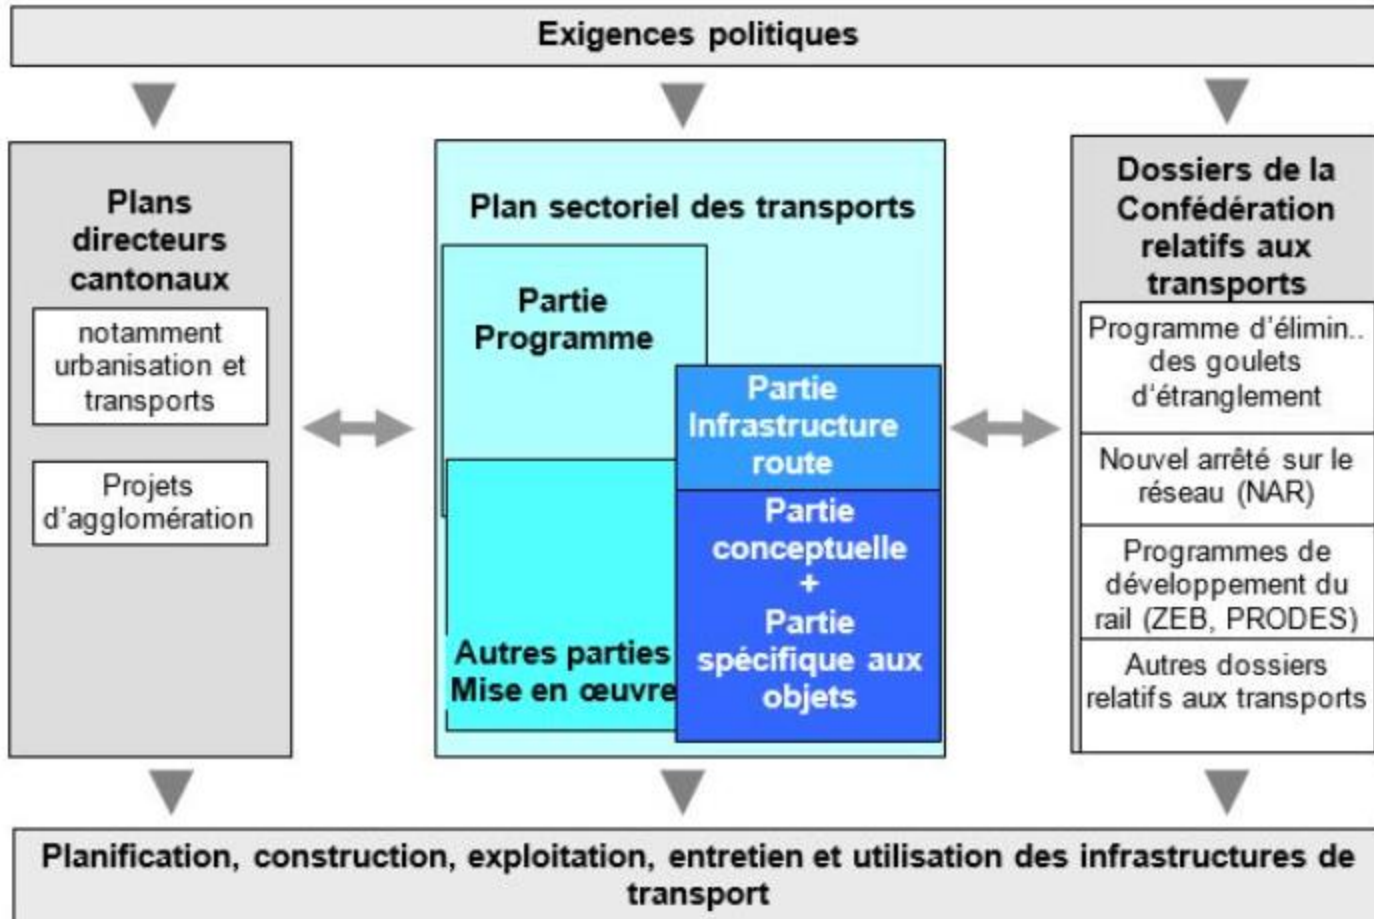 Exigences politiques
Plans
directeurs
cantonaux
notamment
urbanisation et
transports
Projets
d'agglomération
Plan sectoriel des transports
Partie
Programme
Partie
Infrastructure
route
Autres parties
Mise en œuvre
Partie
conceptuelle
+
Partie
spécifique aux
objets
Dossiers de la
Confédération
relatifs aux
transports
Programme d'élimin..
des goulets
d'étranglement
Nouvel arrêté sur le
réseau (NAR)
Programmes de
développement du
rail (ZEB, PRODES)
Autres dossiers
relatifs aux transports
Planification, construction, exploitation, entretien et utilisation des infrastructures de
transport